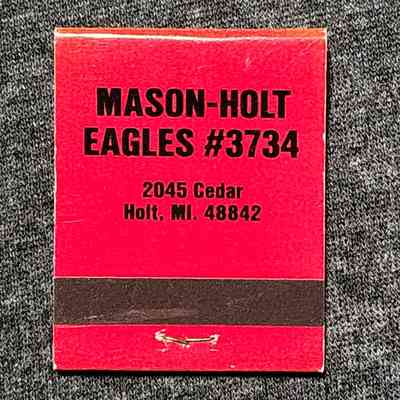 MASON-HOLT
EAGLES #3734
2045 Cedar
Holt, MI. 48842